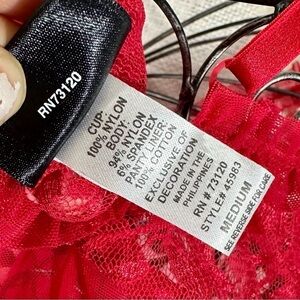 RN73120
CUP:
100% NYLON
BODY:
94% NYLON
6% SPANDEX
PANTY LINER:
100% COTTON
EXCLUSIVE OF
DECORATION
MADE IN THE
PHILIPPINES
RN # 73120
STYLE# 45983
MEDIUM
SEE REVERSE SIDE FOR CARE